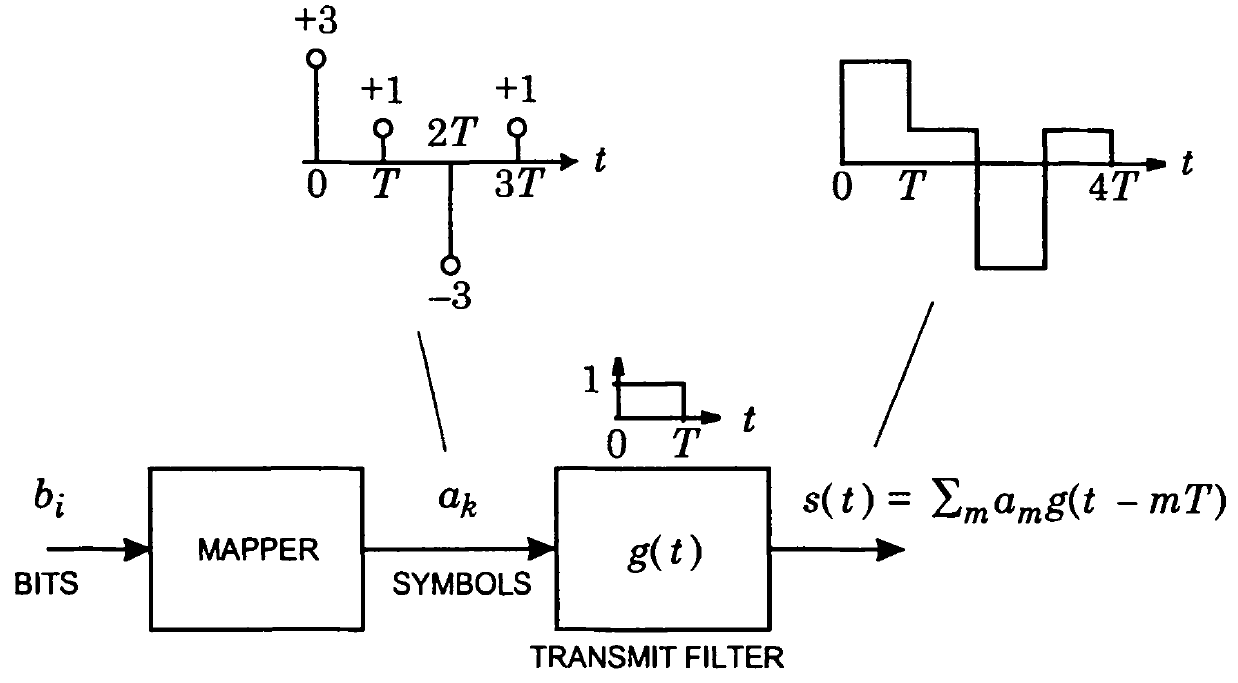 +3
+1 +1
2T
t
0 T 3T
−3
t
0 T 4T
1
t
0 T
b_i
a_k
s(t) = ∑_m a_m g(t − mT)
MAPPER
g(t)
BITS
SYMBOLS
TRANSMIT FILTER